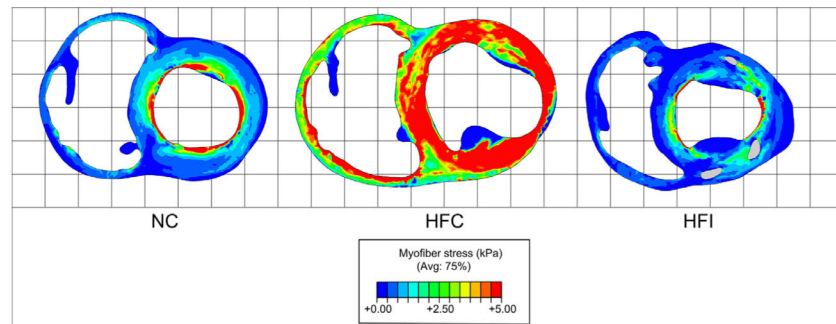 NC
HFC
HFI
Myofiber stress (kPa)
(Avg: 75%)
+0.00
+2.50
+5.00